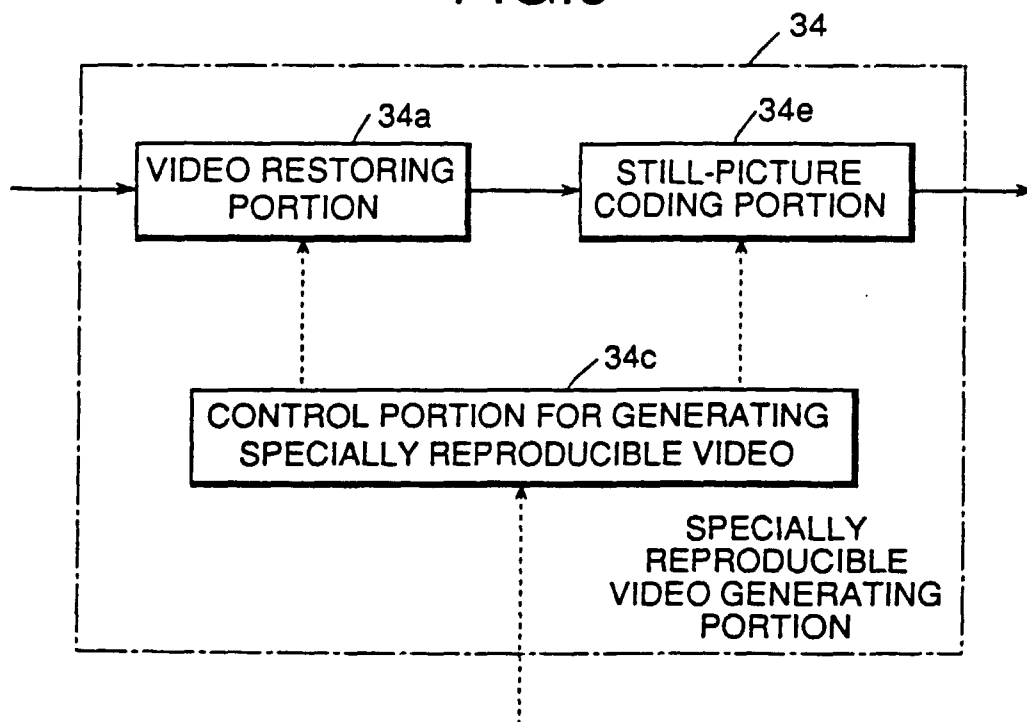 34
34a
34e
VIDEO RESTORING
PORTION
STILL-PICTURE
CODING PORTION
34c
CONTROL PORTION FOR GENERATING
SPECIALLY REPRODUCIBLE VIDEO
SPECIALLY
REPRODUCIBLE
VIDEO GENERATING
PORTION